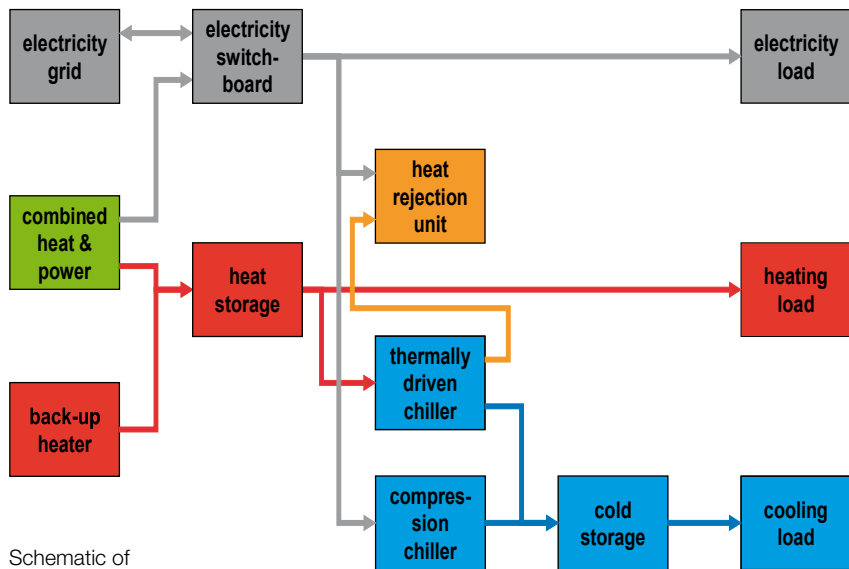 electricity
grid
electricity
switch-
board
electricity
load
combined
heat &
power
heat
rejection
unit
heat
storage
heating
load
back-up
heater
thermally
driven
chiller
compres-
sion
chiller
cold
storage
cooling
load
Schematic of